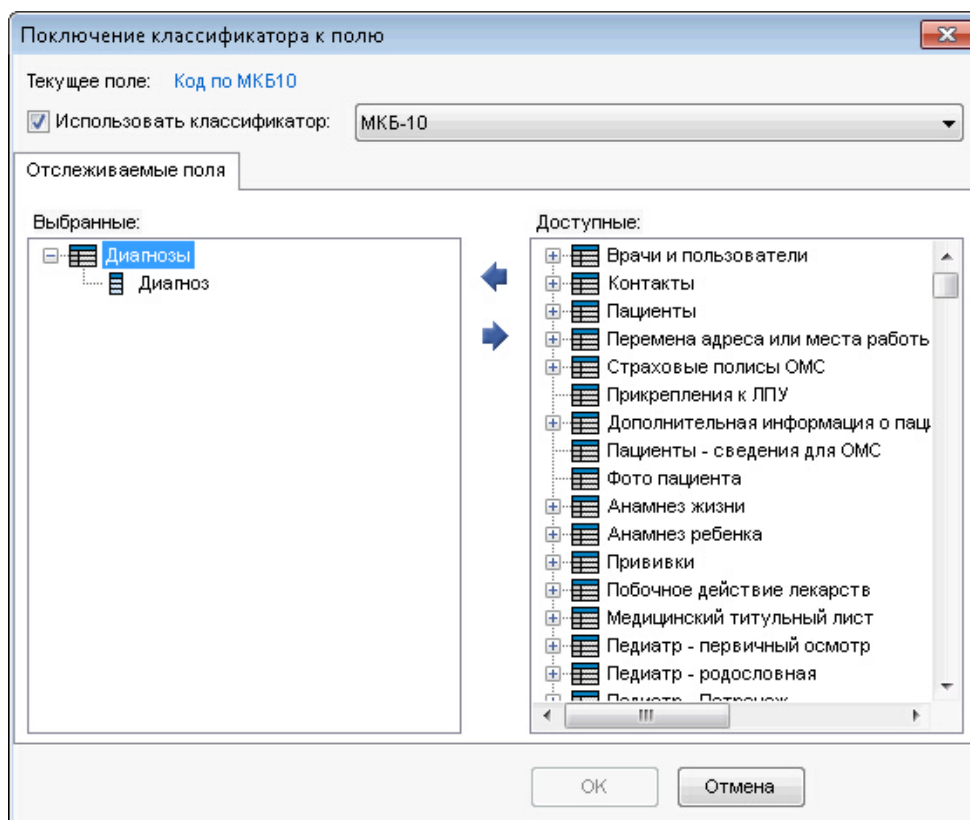 Поключение классификатора к полю
Текущее поле: Код по МКБ10
Использовать классификатор: МКБ-10
Отслеживаемые поля
Выбранные:
Диагнозы
Диагноз
Доступные:
Врачи и пользователи
Контакты
Пациенты
Перемена адреса или места работь
Страховые полисы ОМС
Прикрепления к ЛПУ
Дополнительная информация о паци
Пациенты - сведения для ОМС
Фото пациента
Анамнез жизни
Анамнез ребенка
Прививки
Побочное действие лекарств
Медицинский титульный лист
Педиатр - первичный осмотр
Педиатр - родословная
Педиатр -
OK
Отмена